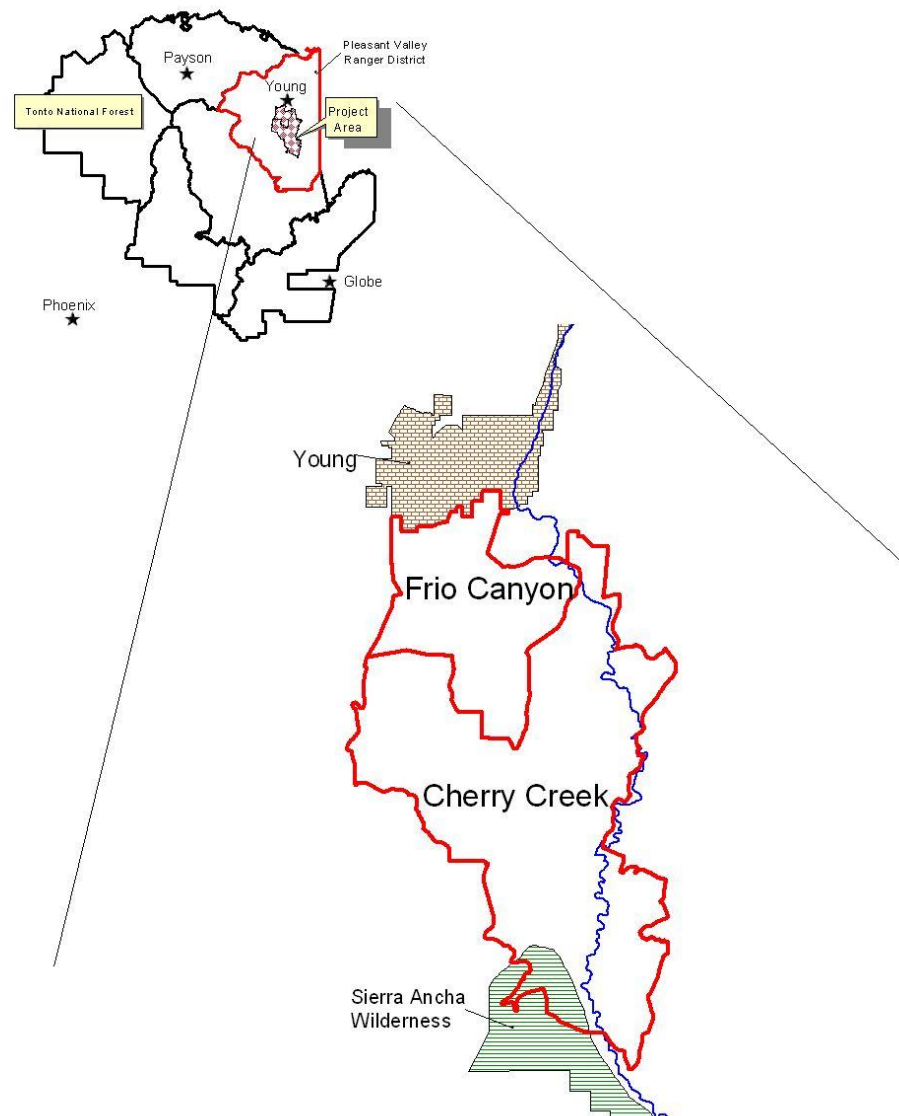 Pleasant Valley
Ranger District
Payson
Young
Tonto National Forest
Project
Area
Globe
Phoenix
Young
Frio Canyon
Cherry Creek
Sierra Ancha
Wilderness